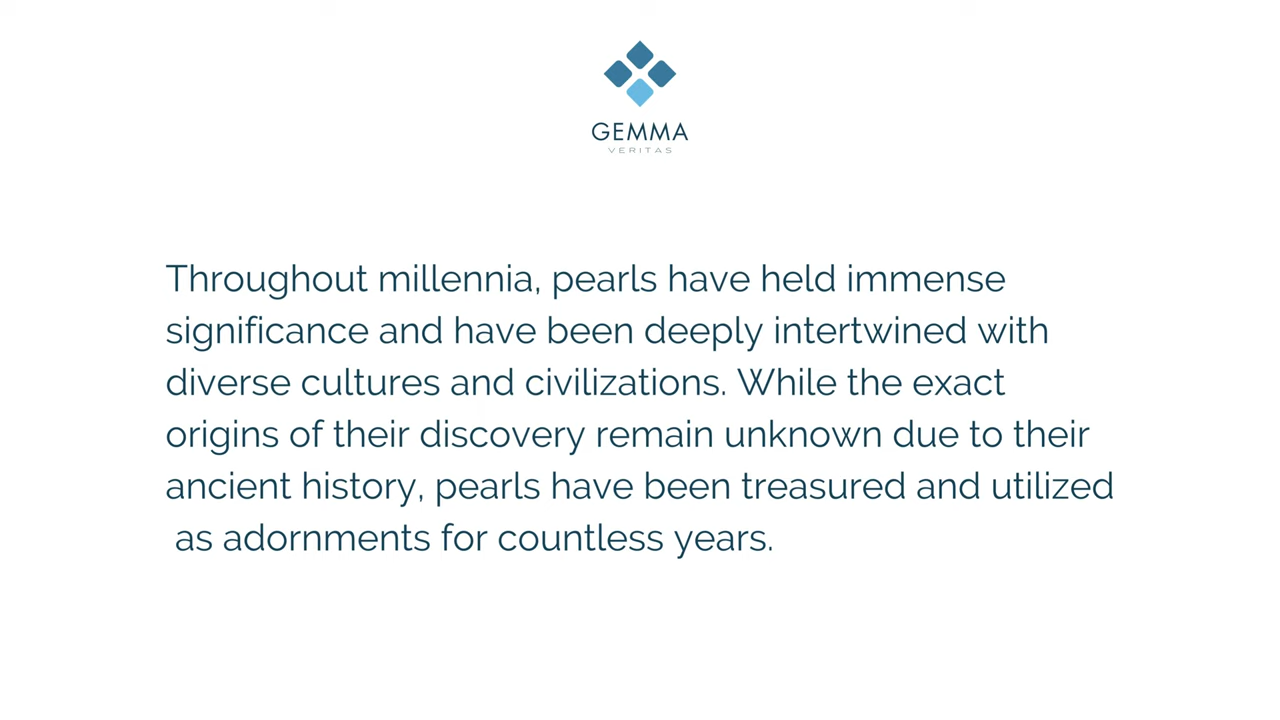 GEMMA
VERITAS
Throughout millennia, pearls have held immense
significance and have been deeply intertwined with
diverse cultures and civilizations. While the exact
origins of their discovery remain unknown due to their
ancient history, pearls have been treasured and utilized
as adornments for countless years.